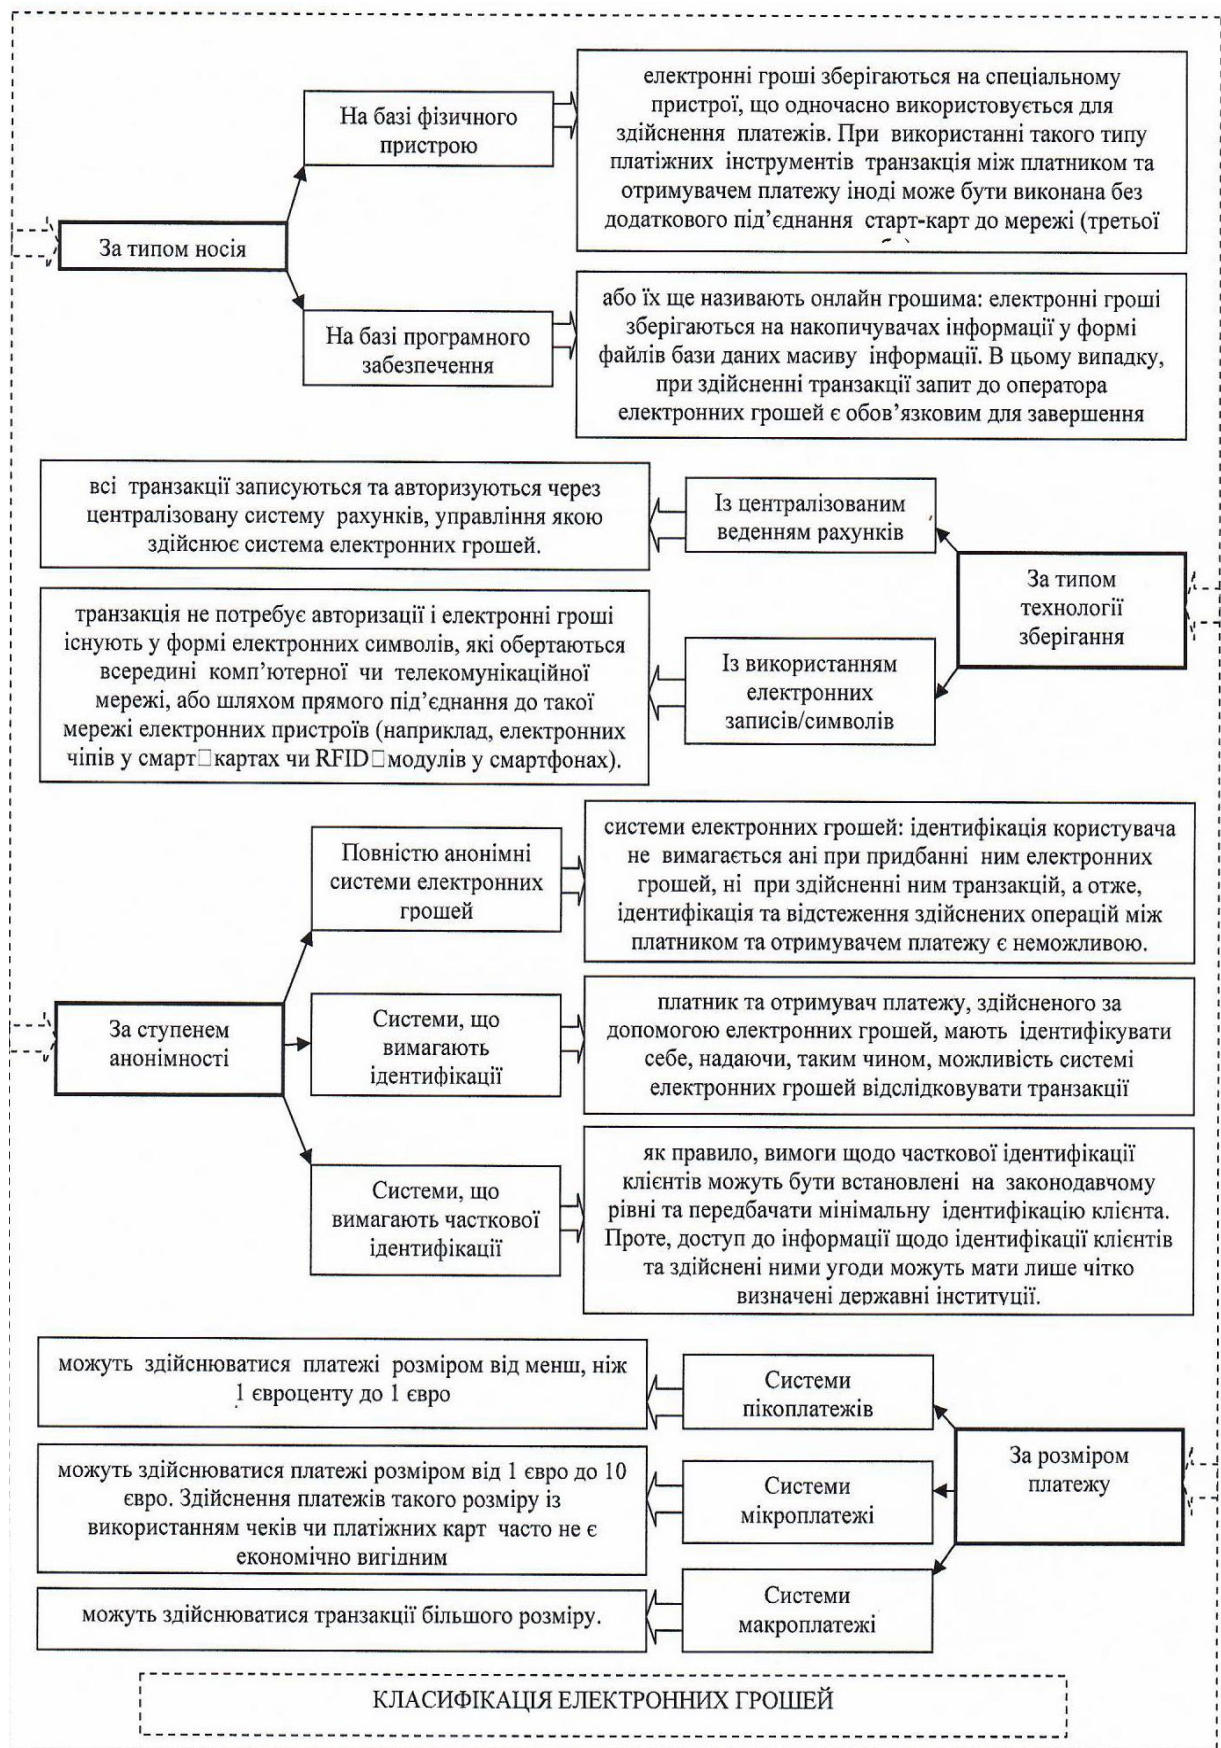 На базі фізичного
пристрою
електронні гроші зберігаються на спеціальному
пристрої, що одночасно використовується для
здійснення платежів. При використанні такого типу
платіжних інструментів транзакція між платником та
отримувачем платежу іноді може бути виконана без
додаткового під’єднання старт-карт до мережі (третьої
За типом носія
На базі програмного
забезпечення
або їх ще називають онлайн грошима: електронні гроші
зберігаються на накопичувачах інформації у формі
файлів бази даних масиву інформації. В цьому випадку,
при здійсненні транзакції запит до оператора
електронних грошей є обов’язковим для завершення
всі транзакції записуються та авторизуються через
централізовану систему рахунків, управління якою
здійснює система електронних грошей.
Із централізованим
веденням рахунків
За типом
технології
зберігання
транзакція не потребує авторизації і електронні гроші
існують у формі електронних символів, які обертаються
всередині комп’ютерної чи телекомунікаційної
мережі, або шляхом прямого під’єднання до такої
мережі електронних пристроїв (наприклад, електронних
чіпів у смарт□картах чи RFID□модулів у смартфонах).
Із використанням
електронних
записів/символів
Повністю анонімні
системи електронних
грошей
системи електронних грошей: ідентифікація користувача
не вимагається ані при придбанні ним електронних
грошей, ні при здійсненні ним транзакцій, а отже,
ідентифікація та відстеження здійснених операцій між
платником та отримувачем платежу є неможливою.
За ступенем
анонімності
Системи, що
вимагають
ідентифікації
платник та отримувач платежу, здійсненого за
допомогою електронних грошей, мають ідентифікувати
себе, надаючи, таким чином, можливість системі
електронних грошей відслідковувати транзакції
Системи, що
вимагають часткової
ідентифікації
як правило, вимоги щодо часткової ідентифікації
клієнтів можуть бути встановлені на законодавчому
рівні та передбачати мінімальну ідентифікацію клієнта.
Проте, доступ до інформації щодо ідентифікації клієнтів
та здійснені ними угоди можуть мати лише чітко
визначені державні інституції.
можуть здійснюватися платежі розміром від менш, ніж
1 євроценту до 1 євро
Системи
пікоплатежів
За розміром
платежу
можуть здійснюватися платежі розміром від 1 євро до 10
євро. Здійснення платежів такого розміру із
використанням чеків чи платіжних карт часто не є
економічно вигідним
Системи
мікроплатежі
можуть здійснюватися транзакції більшого розміру.
Системи
макроплатежі
КЛАСИФІКАЦІЯ ЕЛЕКТРОННИХ ГРОШЕЙ